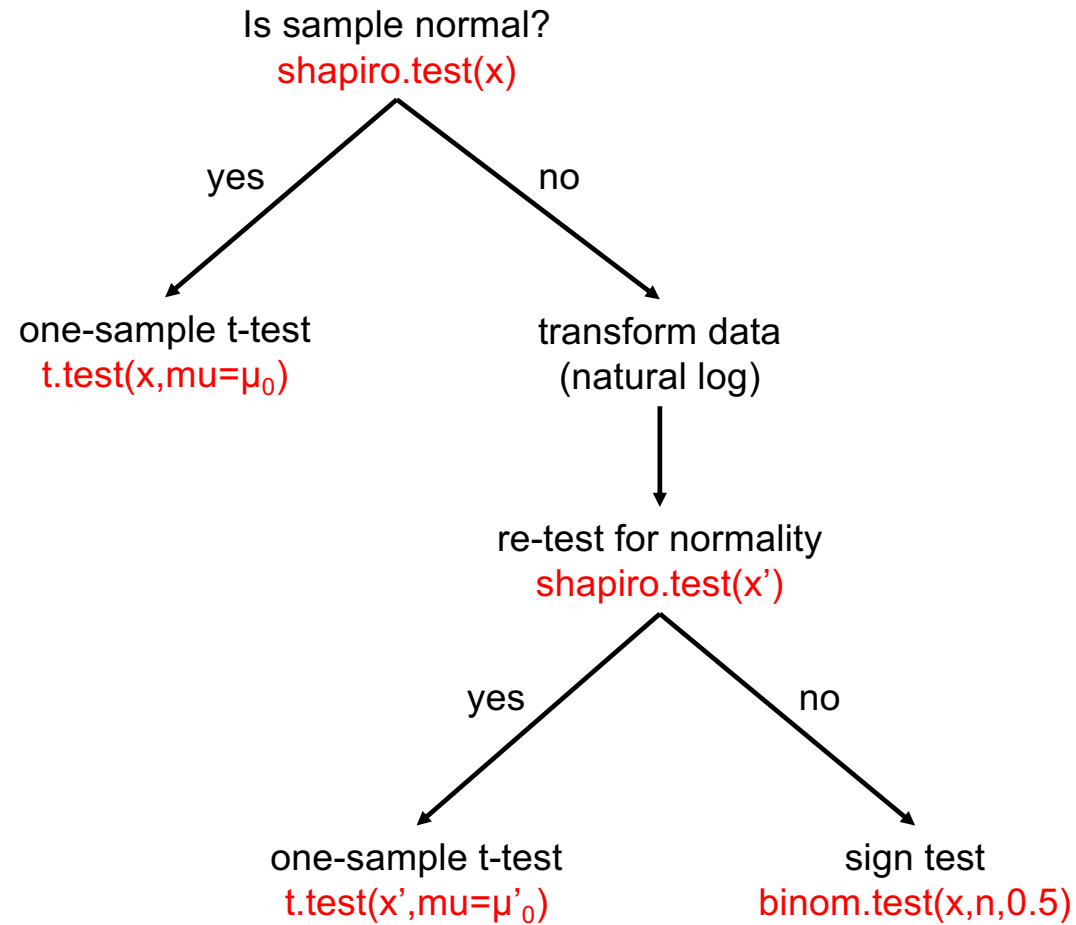 Is sample normal?
shapiro.test(x)
yes
no
one-sample t-test
t.test(x,mu=μ₀)
transform data
(natural log)
re-test for normality
shapiro.test(x’)
yes
no
one-sample t-test
t.test(x’,mu=μ’₀)
sign test
binom.test(x,n,0.5)